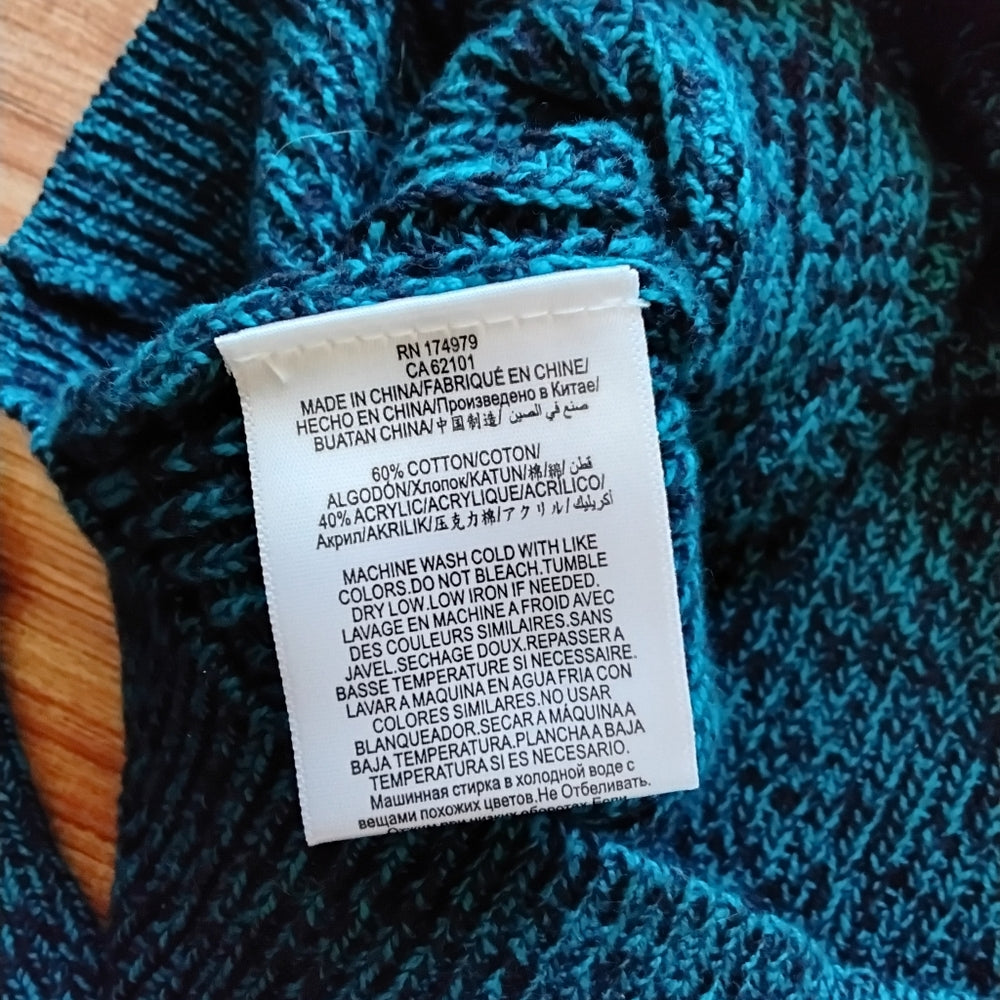 RN 174979
CA 62101
MADE IN CHINA/FABRIQUÉ EN CHINE/
HECHO EN CHINA/Произведено в Китае/
BUATAN CHINA/中国制造/ صنع في الصين
60% COTTON/COTON/
ALGODÓN/Хлопок/KATUN/棉/綿/ قطن
40% ACRYLIC/ACRYLIQUE/ACRÍLICO/
Акрил/AKRILIK/压克力棉/アクリル/ أكريليك
MACHINE WASH COLD WITH LIKE
COLORS.DO NOT BLEACH.TUMBLE
DRY LOW.LOW IRON IF NEEDED.
LAVAGE EN MACHINE A FROID AVEC
DES COULEURS SIMILAIRES.SANS
JAVEL.SECHAGE DOUX.REPASSER A
BASSE TEMPERATURE SI NECESSAIRE.
LAVAR A MAQUINA EN AGUA FRIA CON
COLORES SIMILARES.NO USAR
BLANQUEADOR.SECAR A MÁQUINA A
BAJA TEMPERATURA.PLANCHA A BAJA
TEMPERATURA SI ES NECESARIO.
Машинная стирка в холодной воде с
вещами похожих цветов.Не Отбеливать.